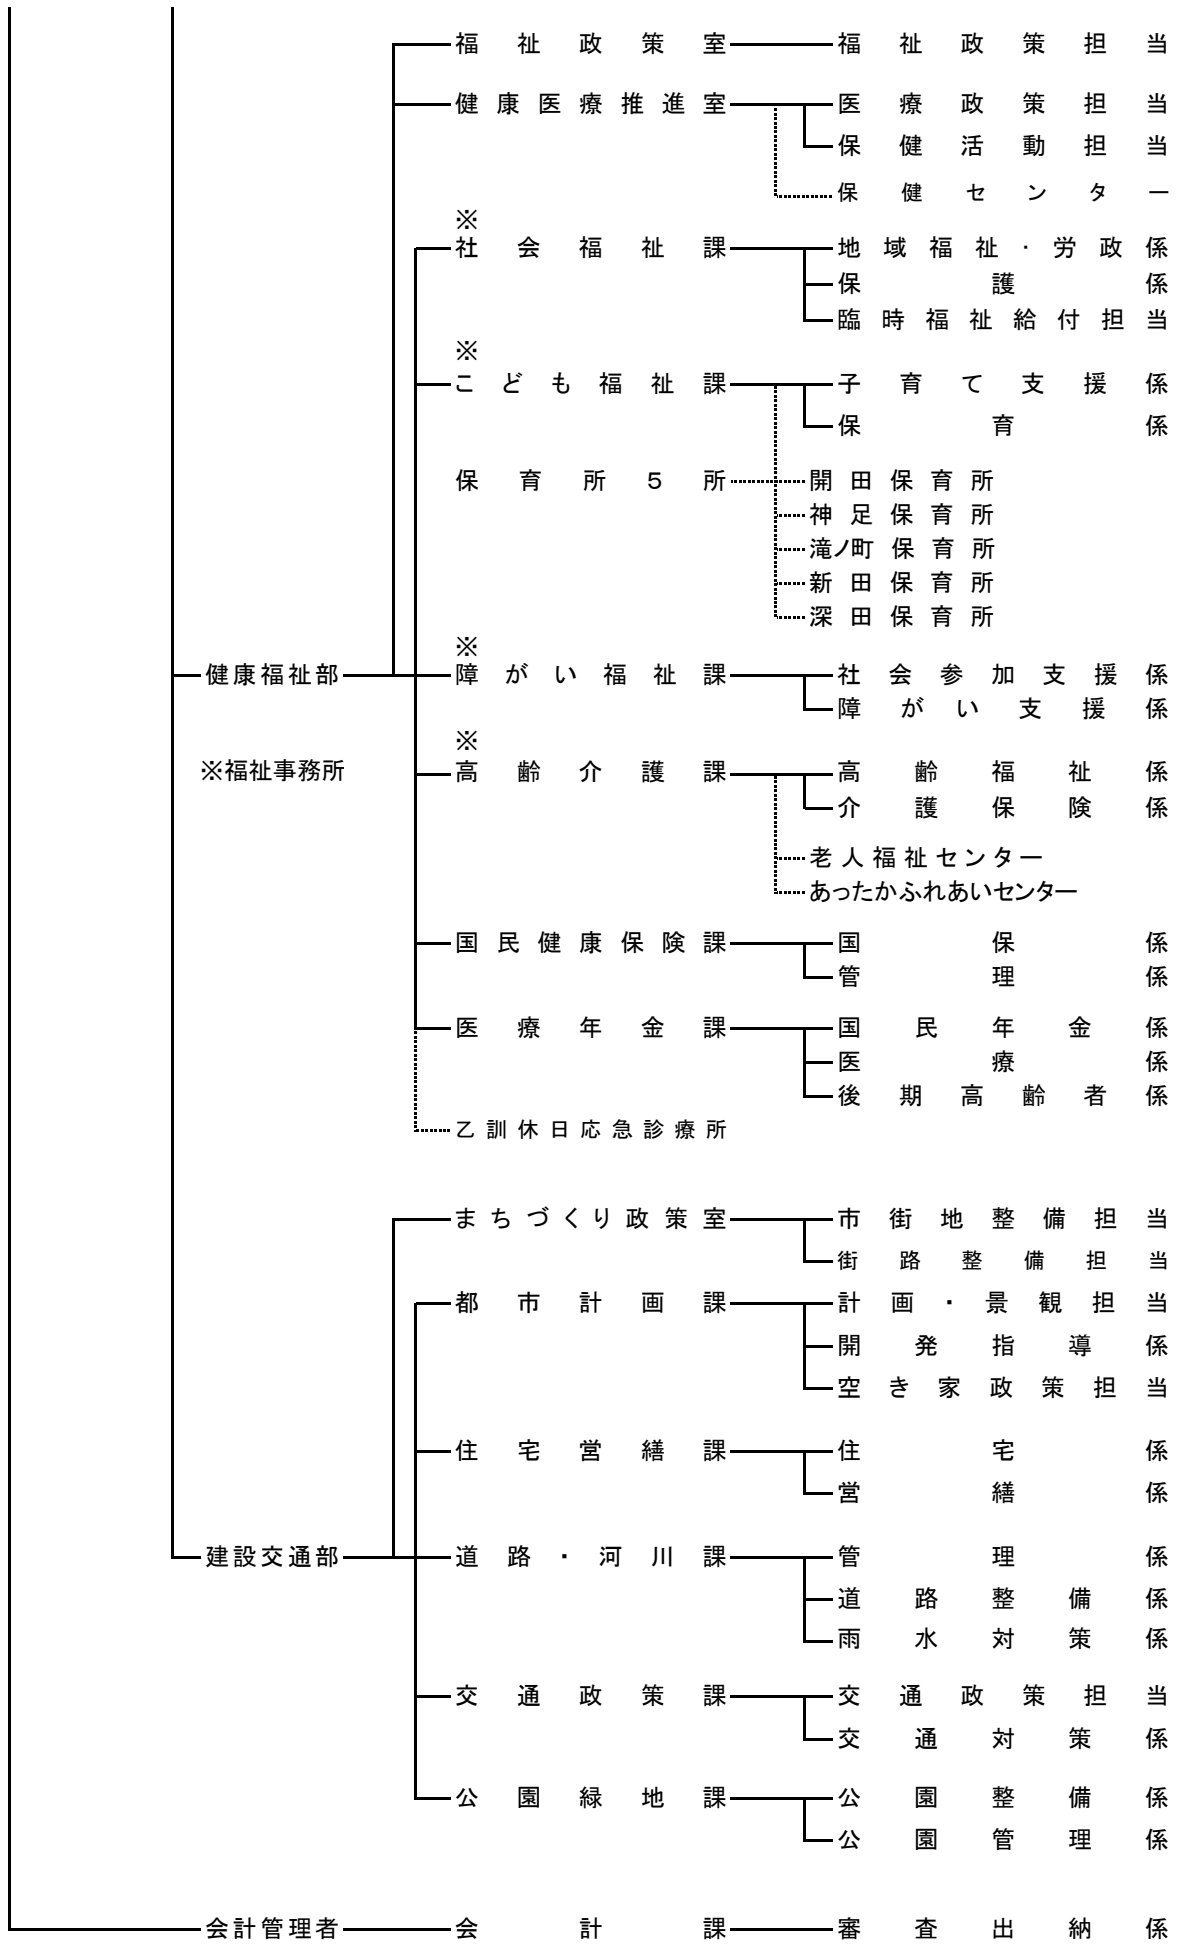 福祉政策室 福祉政策担当
健康医療推進室 医療政策担当
保健活動担当
保健センター
※
社会福祉課 地域福祉・労政係
保護係
臨時福祉給付担当
※
こども福祉課 子育て支援係
保育係
保育所5所 開田保育所
神足保育所
滝ノ町保育所
新田保育所
深田保育所
※
健康福祉部 障がい福祉課 社会参加支援係
障がい支援係
※
※福祉事務所 高齢介護課 高齢福祉係
介護保険係
老人福祉センター
あったかふれあいセンター
国民健康保険課 国保係
管理係
医療年金課 国民年金係
医療係
後期高齢者係
乙訓休日応急診療所
まちづくり政策室 市街地整備担当
街路整備担当
都市計画課 計画・景観担当
開発指導係
空き家政策担当
住宅営繕課 住宅係
営繕係
建設交通部 道路・河川課 管理係
道路整備係
雨水対策係
交通政策課 交通政策担当
交通対策係
公園緑地課 公園整備係
公園管理係
会計管理者 会計課 審査出納係